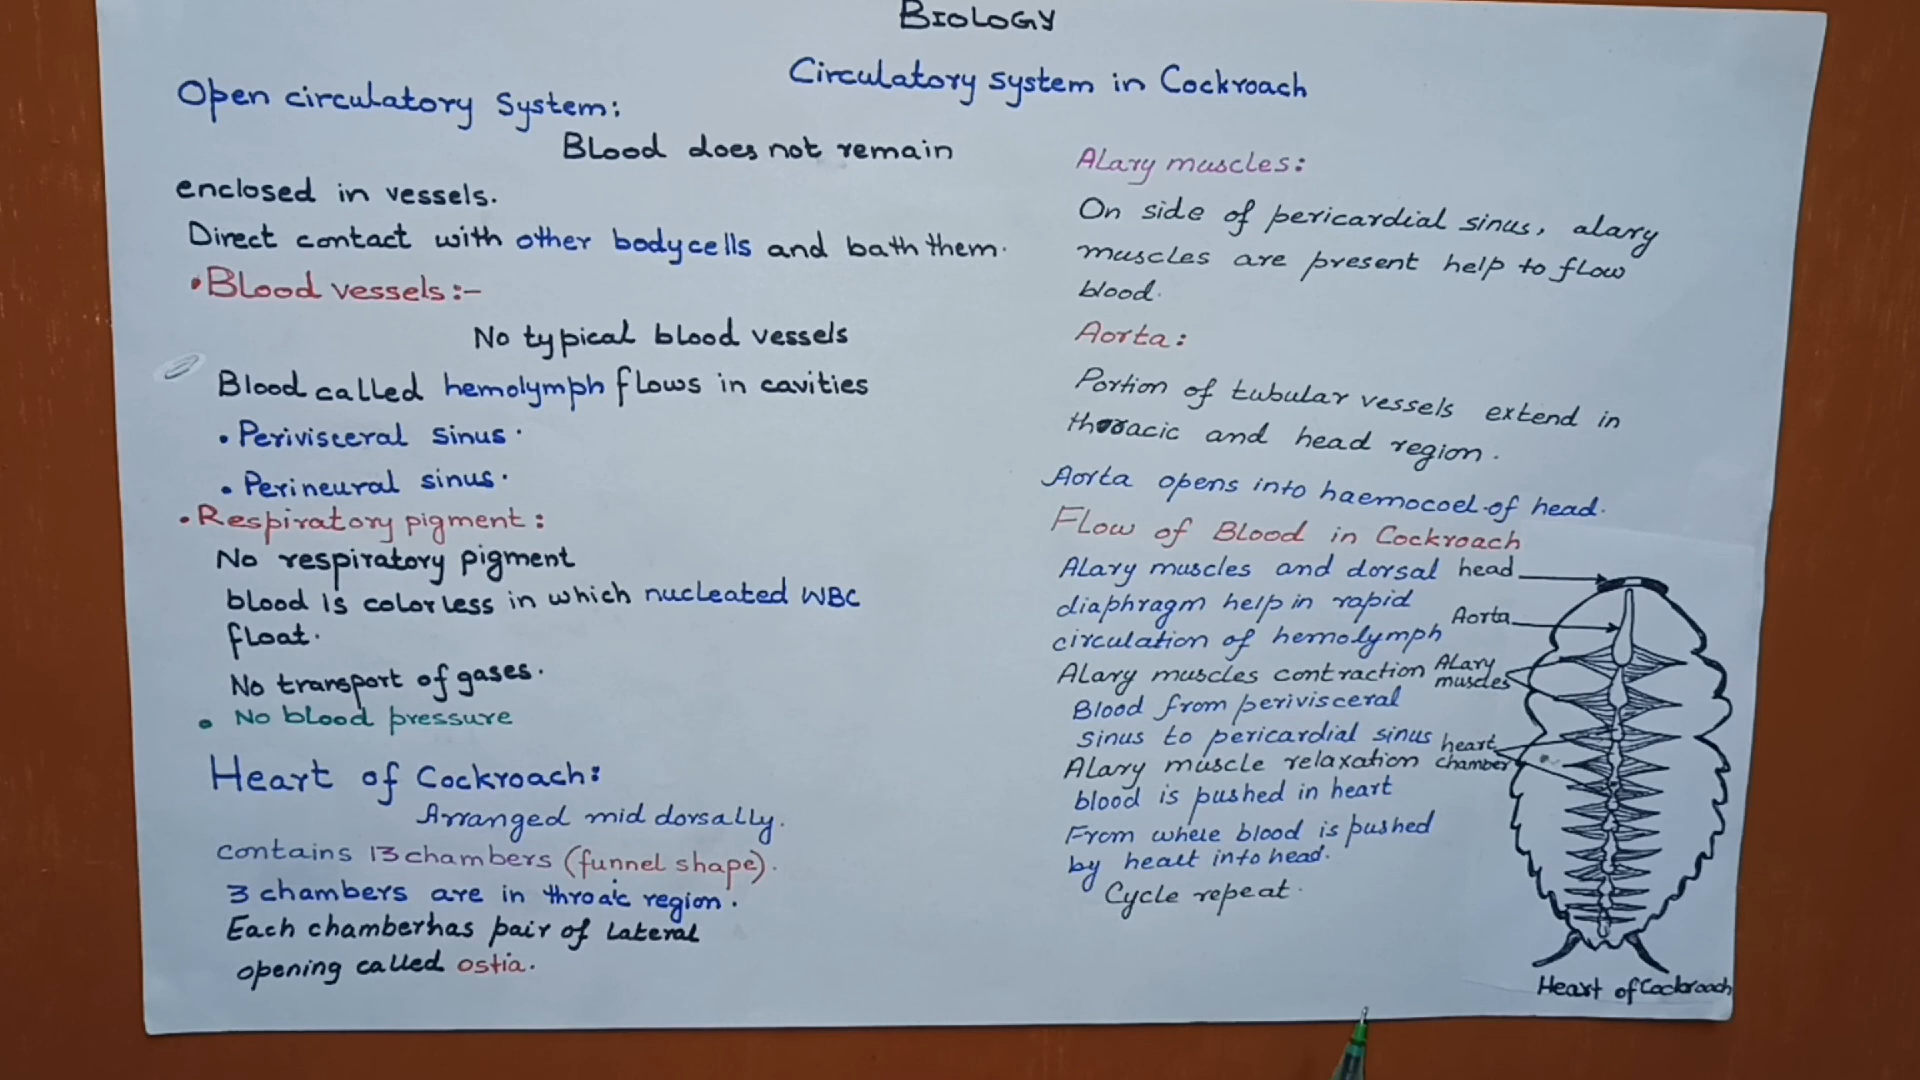 BIOLOGY
Circulatory system in Cockroach
Open circulatory System:
Blood does not remain
enclosed in vessels.
Direct contact with other body cells and bath them.
• Blood vessels :-
No typical blood vessels
Blood called hemolymph flows in cavities
• Perivisceral sinus.
• Perineural sinus.
• Respiratory pigment :
No respiratory pigment
blood is colorless in which nucleated WBC
float.
No transport of gases.
• No blood pressure
Heart of Cockroach:
Arranged mid dorsally.
contains 13 chambers (funnel shape).
3 chambers are in throaic region.
Each chamberhas pair of lateral
opening called ostia.
Alary muscles:
On side of pericardial sinus, alary
muscles are present help to flow
blood.
Aorta:
Portion of tubular vessels extend in
thoracic and head region.
Aorta opens into haemocoel of head.
Flow of Blood in Cockroach
Alary muscles and dorsal
diaphragm help in rapid
circulation of hemolymph
Alary muscles contraction
Blood from perivisceral
sinus to pericardial sinus
Alary muscle relaxation
blood is pushed in heart
From where blood is pushed
by heart into head.
Cycle repeat.
head
Aorta
Alary
muscles
heart
chamber
Heart of Cockroach